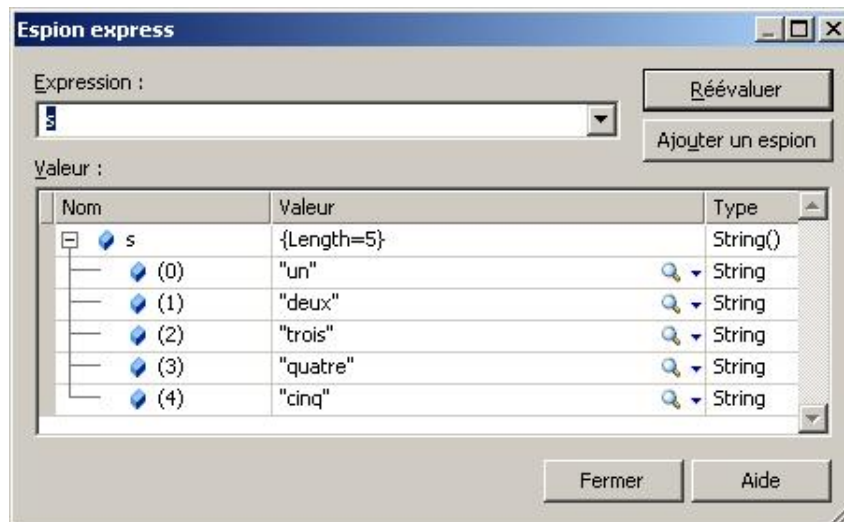 Espion express
Expression :
Réévaluer
s
Ajouter un espion
Valeur :
Nom Valeur Type
s {Length=5} String()
(0) "un" String
(1) "deux" String
(2) "trois" String
(3) "quatre" String
(4) "cinq" String
Fermer Aide